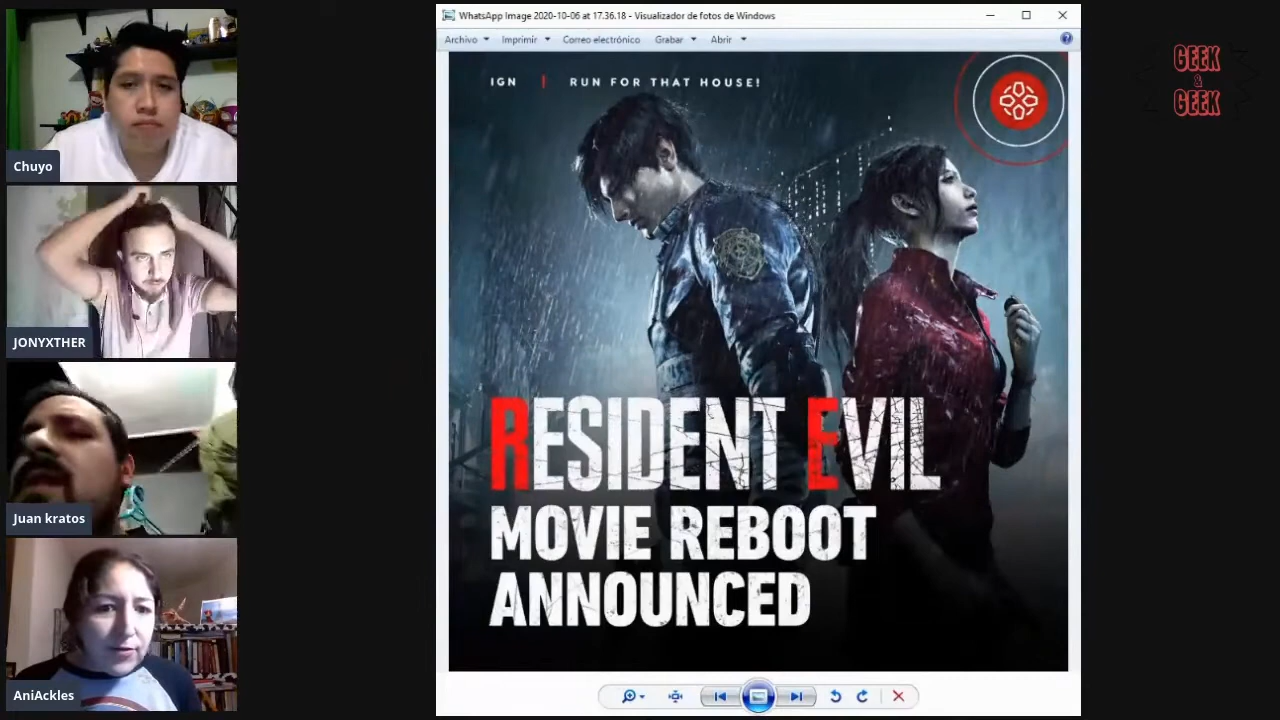 WhatsApp Image 2020-10-06 at 17.36.18 - Visualizador de fotos de Windows
Archivo Imprimir Correo electrónico Grabar Abrir
IGN | RUN FOR THAT HOUSE!
RESIDENT EVIL
MOVIE REBOOT
ANNOUNCED
GEEK
&
GEEK
Chuyo
JONYXTHER
Juan kratos
AniAckles